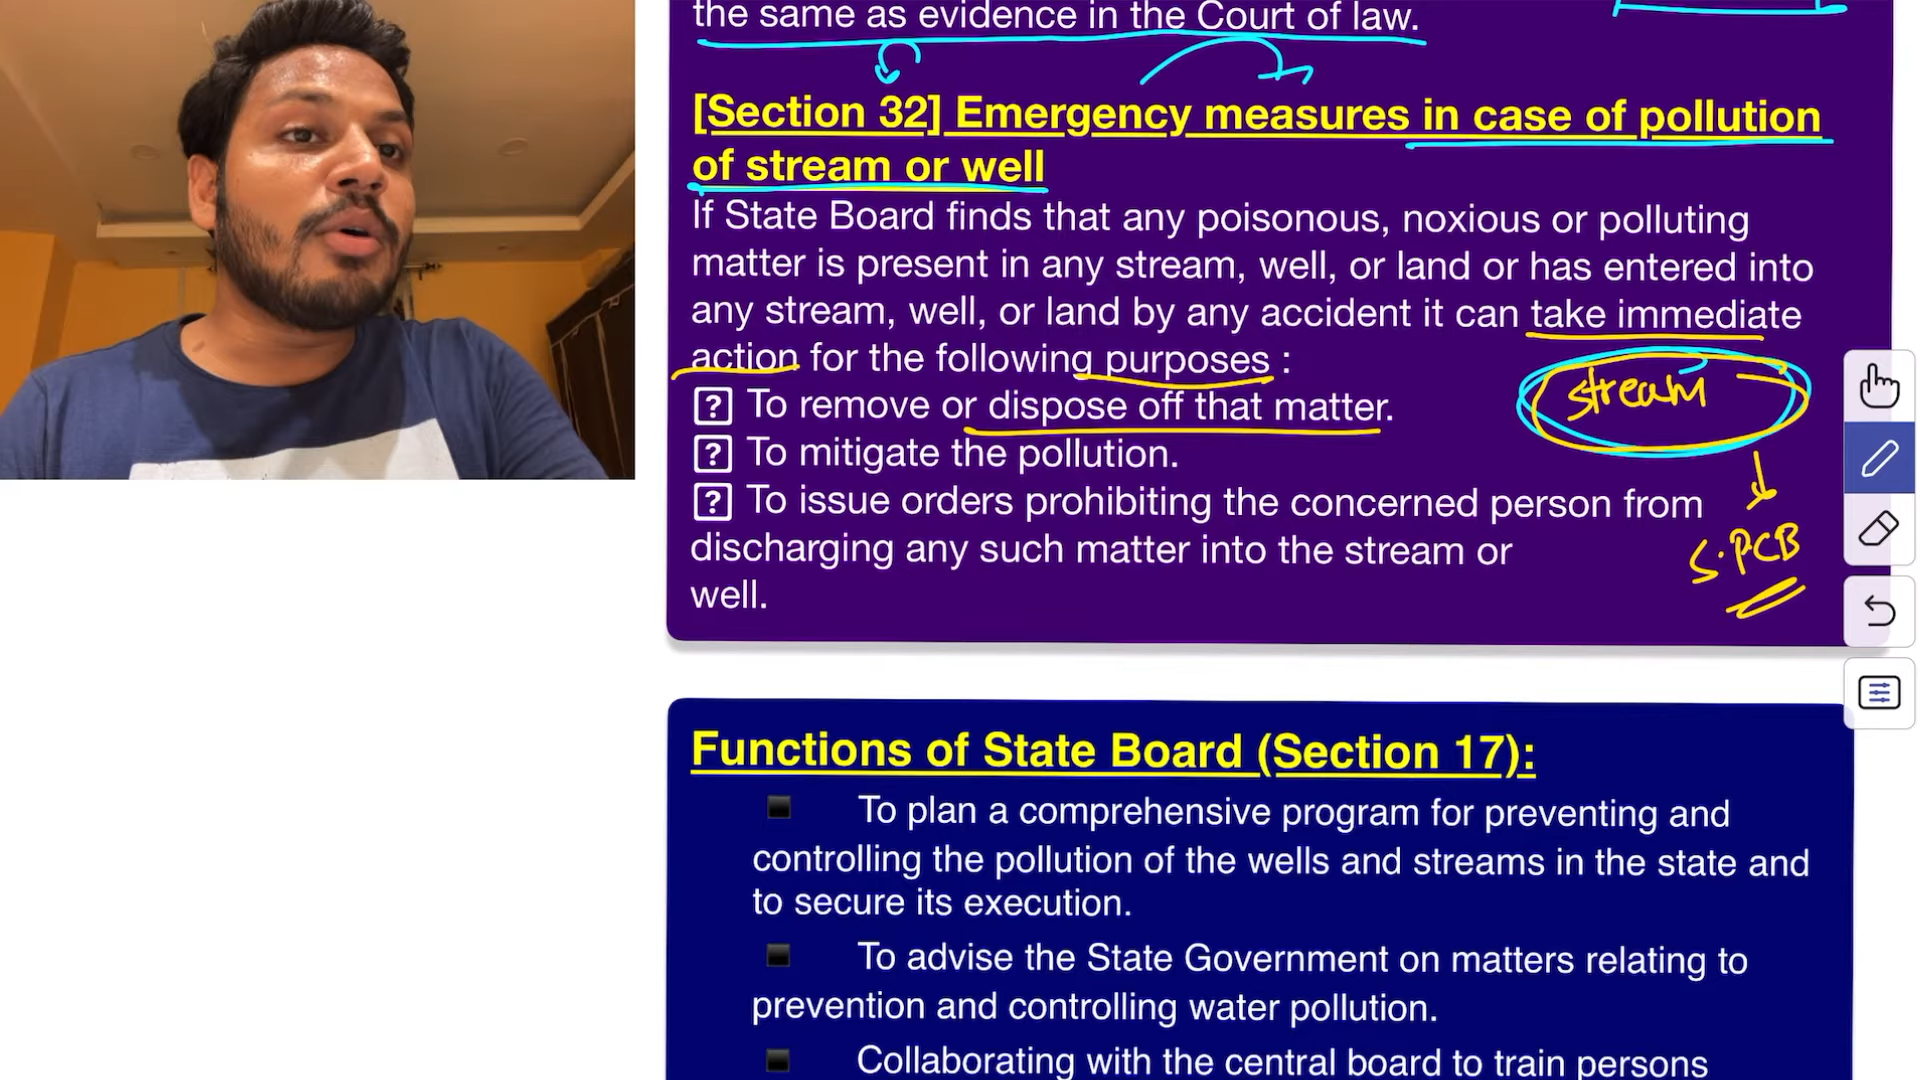 the same as evidence in the Court of law.
[Section 32] Emergency measures in case of pollution
of stream or well
If State Board finds that any poisonous, noxious or polluting
matter is present in any stream, well, or land or has entered into
any stream, well, or land by any accident it can take immediate
action for the following purposes :
? To remove or dispose off that matter.
stream
? To mitigate the pollution.
? To issue orders prohibiting the concerned person from
discharging any such matter into the stream or
well.
S.PCB
Functions of State Board (Section 17):
To plan a comprehensive program for preventing and
controlling the pollution of the wells and streams in the state and
to secure its execution.
To advise the State Government on matters relating to
prevention and controlling water pollution.
Collaborating with the central board to train persons